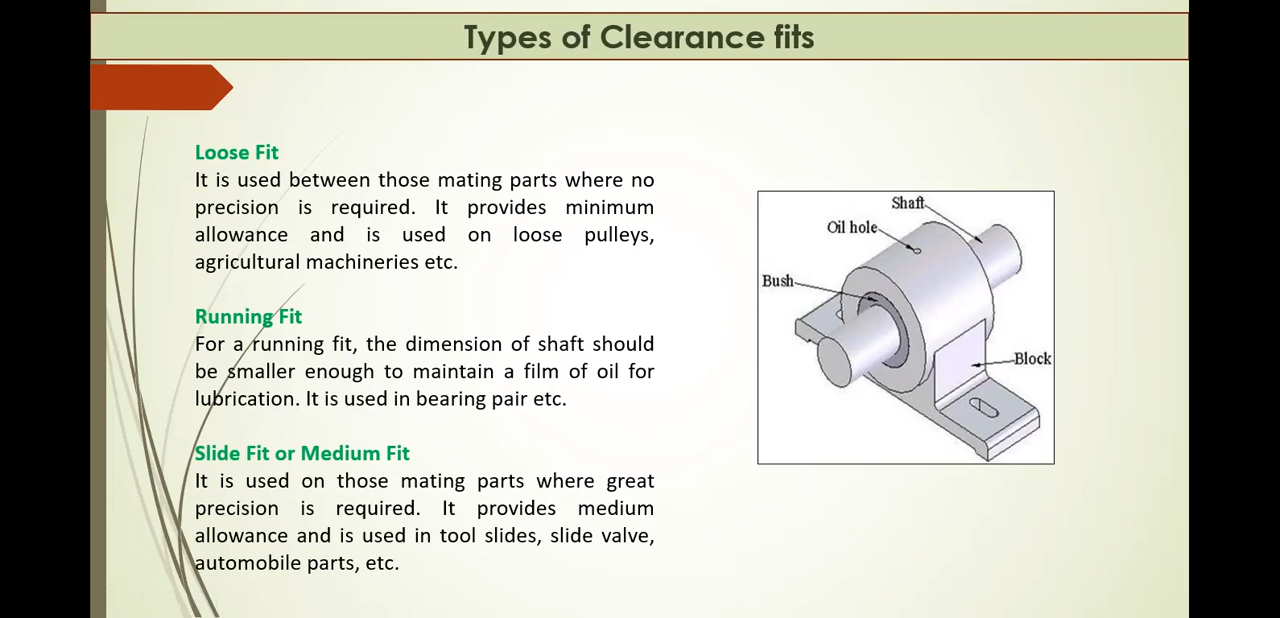 Types of Clearance fits
Loose Fit
It is used between those mating parts where no
precision is required. It provides minimum
allowance and is used on loose pulleys,
agricultural machineries etc.
Running Fit
For a running fit, the dimension of shaft should
be smaller enough to maintain a film of oil for
lubrication. It is used in bearing pair etc.
Slide Fit or Medium Fit
It is used on those mating parts where great
precision is required. It provides medium
allowance and is used in tool slides, slide valve,
automobile parts, etc.
Shaft
Oil hole
Bush
Block